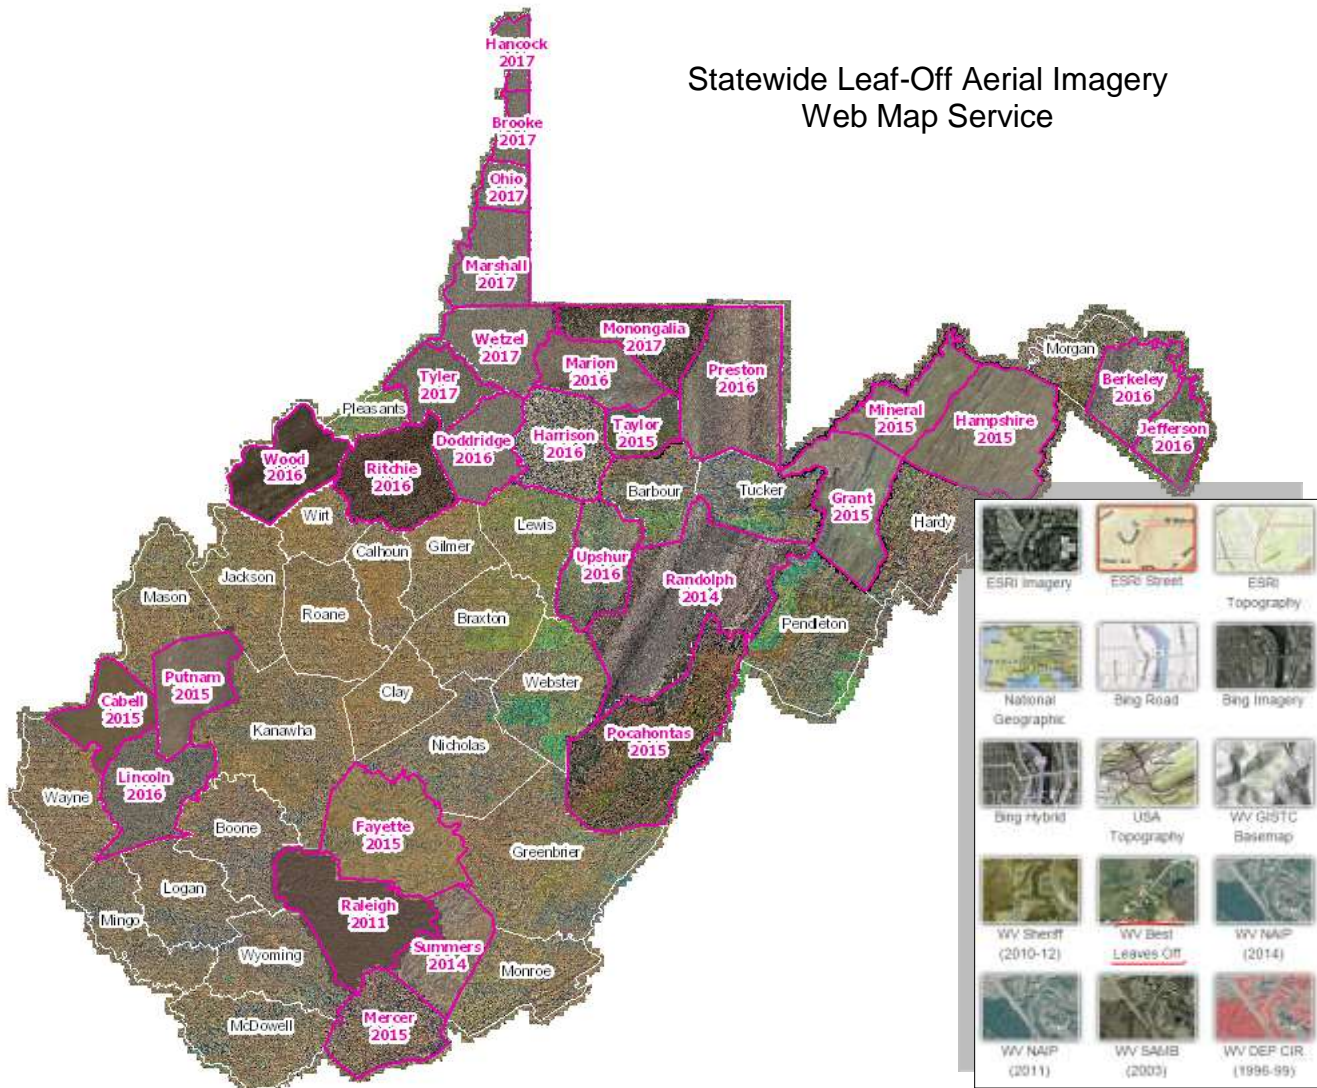 Statewide Leaf-Off Aerial Imagery
Web Map Service
Hancock
2017
Brooke
2017
Ohio
2017
Marshall
2017
Wetzel
2017
Monongalia
2017
Marion
2016
Preston
2016
Tyler
2017
Pleasants
Doddridge
2016
Harrison
2016
Taylor
2015
Wood
2016
Ritchie
2016
Morgan
Berkeley
2016
Jefferson
2016
Mineral
2015
Hampshire
2015
Grant
2015
Hardy
Barbour
Tucker
Wirt
Calhoun
Gilmer
Lewis
Upshur
2016
Randolph
2014
Pendleton
Jackson
Mason
Roane
Braxton
Webster
Clay
Putnam
2015
Cabell
2015
Kanawha
Nicholas
Pocahontas
2015
Lincoln
2016
Wayne
Boone
Fayette
2015
Greenbrier
Logan
Mingo
Raleigh
2011
Wyoming
Summers
2014
Monroe
McDowell
Mercer
2015
ESRI Imagery
ESRI Street
ESRI
Topography
National
Geographic
Bing Road
Bing Imagery
Bing Hybrid
USA
Topography
WV GISTC
Basemap
WV Sheriff
(2010-12)
WV Best
Leaves Off
WV NAIP
(2014)
WV NAIP
(2011)
WV SAMB
(2003)
WV DEP CIR
(1996-99)